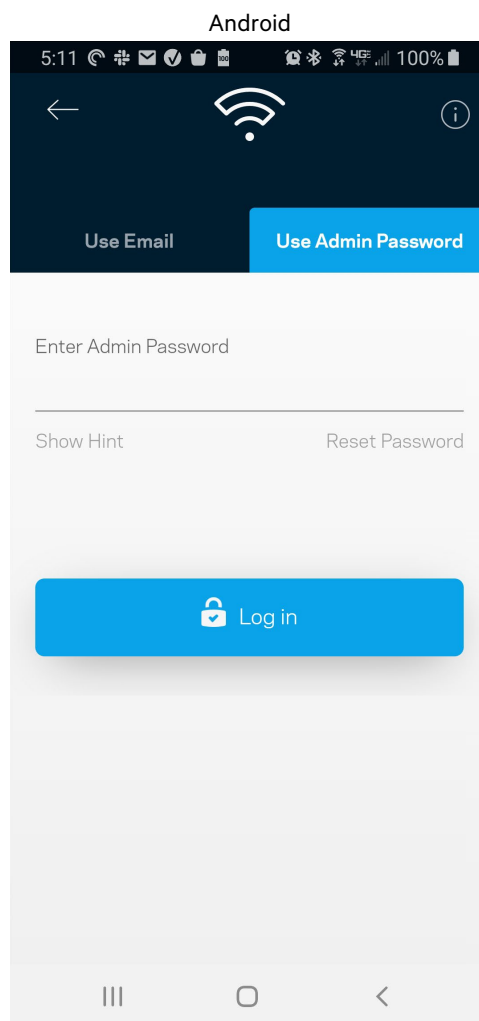 Android
5:11 100%
Use Email Use Admin Password
Enter Admin Password
Show Hint Reset Password
Log in